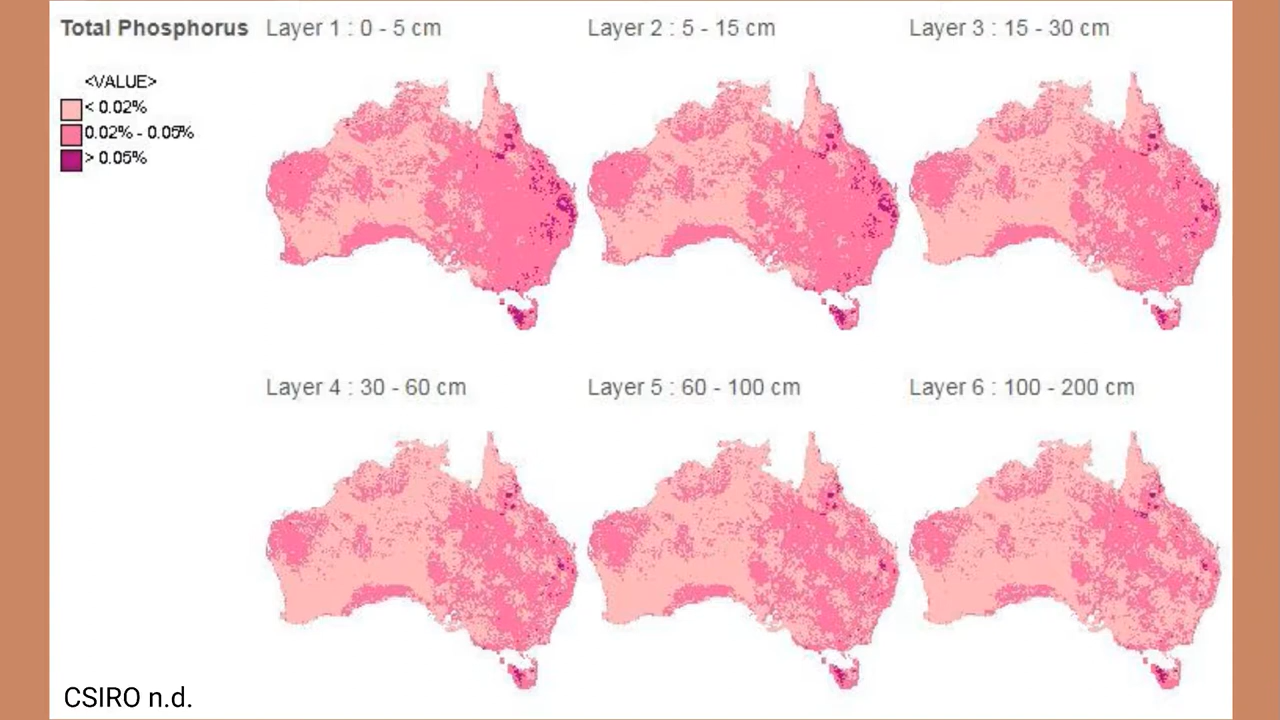 Total Phosphorus
Layer 1 : 0 - 5 cm
Layer 2 : 5 - 15 cm
Layer 3 : 15 - 30 cm
<VALUE>
< 0.02%
0.02% - 0.05%
> 0.05%
Layer 4 : 30 - 60 cm
Layer 5 : 60 - 100 cm
Layer 6 : 100 - 200 cm
CSIRO n.d.